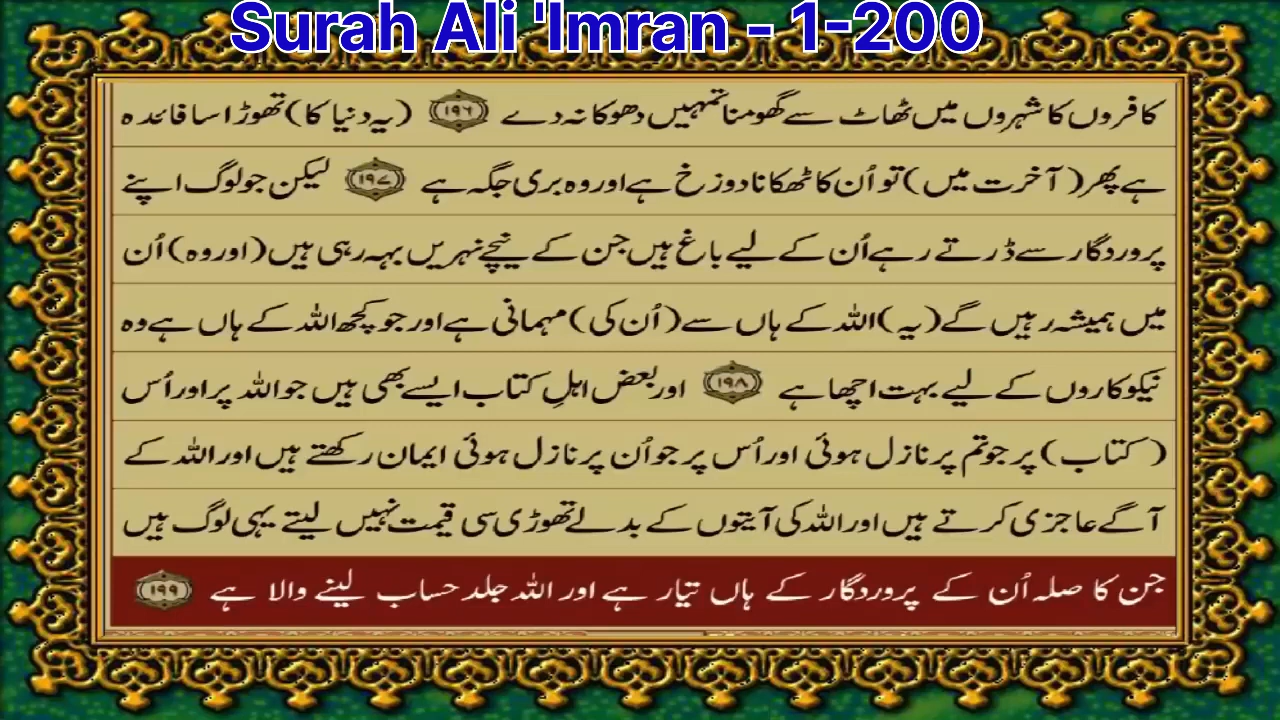 Surah Ali 'Imran - 1-200
کافروں کا شہروں میں ٹھاٹ سے گھومنا تمہیں دھوکا نہ دے ۱۹۶ (یہ دنیا کا) تھوڑا سا فائدہ
ہے پھر (آخرت میں) تو اُن کا ٹھکانا دوزخ ہے اور وہ بری جگہ ہے ۱۹۷ لیکن جو لوگ اپنے
پروردگار سے ڈرتے رہے اُن کے لیے باغ ہیں جن کے نیچے نہریں بہہ رہی ہیں (اور وہ) اُن
میں ہمیشہ رہیں گے (یہ) اللہ کے ہاں سے (اُن کی) مہمانی ہے اور جو کچھ اللہ کے ہاں ہے وہ
نیکوکاروں کے لیے بہت اچھا ہے ۱۹۸ اور بعض اہلِ کتاب ایسے بھی ہیں جو اللہ پر اور اُس
(کتاب) پر جو تم پر نازل ہوئی اور اُس پر جو اُن پر نازل ہوئی ایمان رکھتے ہیں اور اللہ کے
آگے عاجزی کرتے ہیں اور اللہ کی آیتوں کے بدلے تھوڑی سی قیمت نہیں لیتے یہی لوگ ہیں
جن کا صلہ اُن کے پروردگار کے ہاں تیار ہے اور اللہ جلد حساب لینے والا ہے ۱۹۹